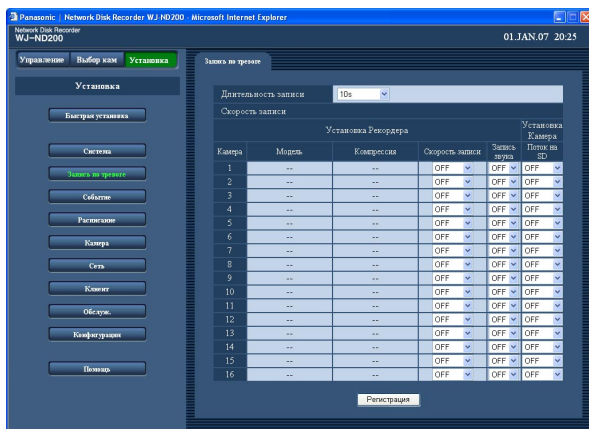 Panasonic | Network Disk Recorder WJ-ND200 - Microsoft Internet Explorer
Network Disk Recorder
WJ-ND200
01.JAN.07 20:25
Управление Выбор кам Установка
Запись по тревоге
Установка
Быстрая установка
Система
Запись по тревоге
Событие
Расписание
Камера
Сеть
Клиент
Обслуж.
Конфигурация
Помощь
Длительность записи 10s
Скорость записи
Установка Рекордера Установка Камера
Камера Модель Компрессия Скорость записи Запись звука Поток на SD
1 -- -- OFF OFF OFF
2 -- -- OFF OFF OFF
3 -- -- OFF OFF OFF
4 -- -- OFF OFF OFF
5 -- -- OFF OFF OFF
6 -- -- OFF OFF OFF
7 -- -- OFF OFF OFF
8 -- -- OFF OFF OFF
9 -- -- OFF OFF OFF
10 -- -- OFF OFF OFF
11 -- -- OFF OFF OFF
12 -- -- OFF OFF OFF
13 -- -- OFF OFF OFF
14 -- -- OFF OFF OFF
15 -- -- OFF OFF OFF
16 -- -- OFF OFF OFF
Регистрация